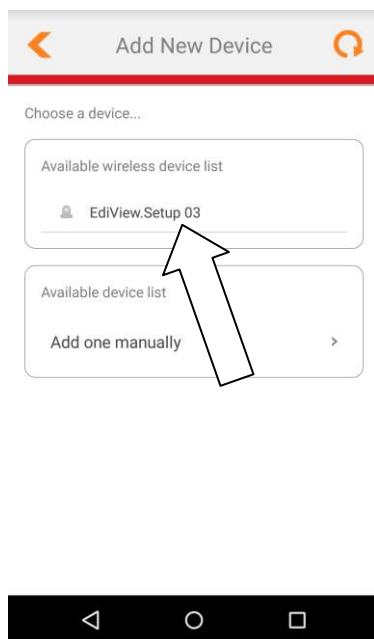 Add New Device
Choose a device...
Available wireless device list
EdiView.Setup 03
Available device list
Add one manually